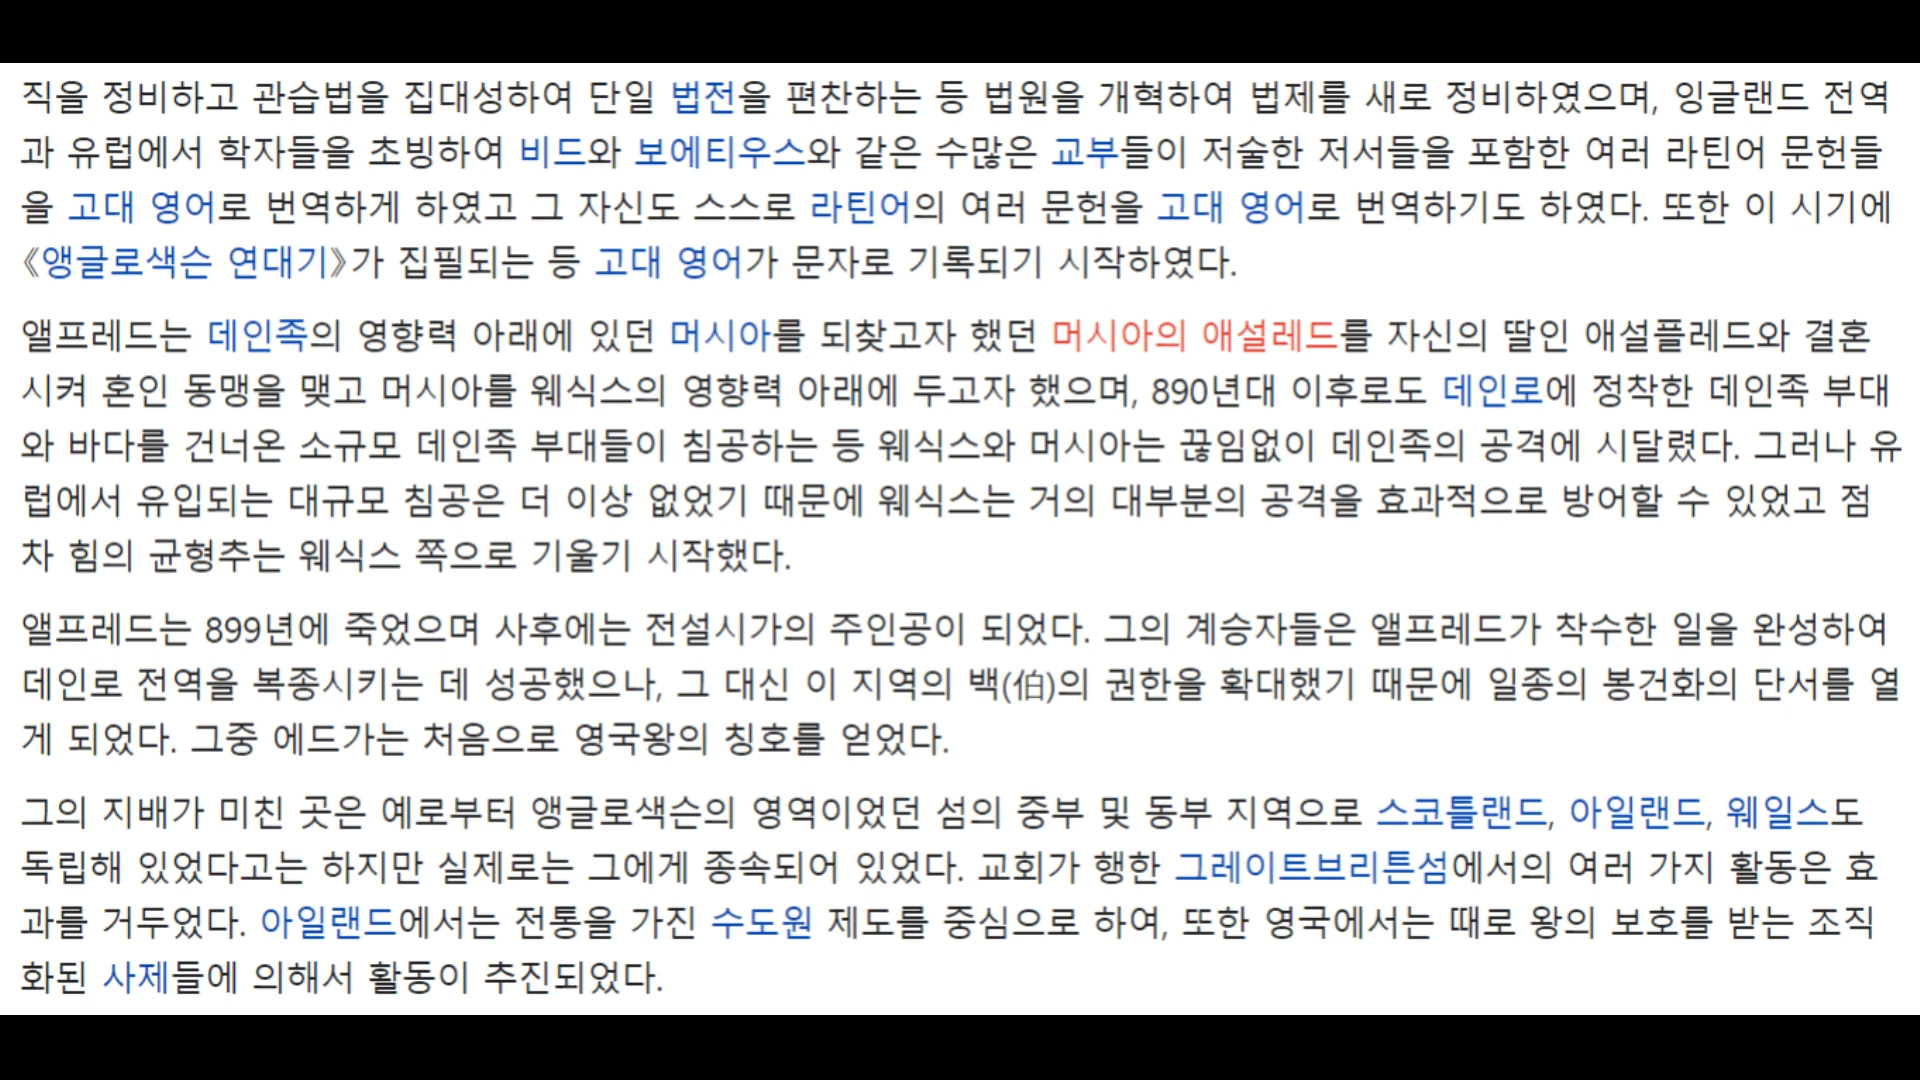 직을 정비하고 관습법을 집대성하여 단일 법전을 편찬하는 등 법원을 개혁하여 법제를 새로 정비하였으며, 잉글랜드 전역
과 유럽에서 학자들을 초빙하여 비드와 보에티우스와 같은 수많은 교부들이 저술한 저서들을 포함한 여러 라틴어 문헌들
을 고대 영어로 번역하게 하였고 그 자신도 스스로 라틴어의 여러 문헌을 고대 영어로 번역하기도 하였다. 또한 이 시기에
《앵글로색슨 연대기》가 집필되는 등 고대 영어가 문자로 기록되기 시작하였다.
앨프레드는 데인족의 영향력 아래에 있던 머시아를 되찾고자 했던 머시아의 애설레드를 자신의 딸인 애설플레드와 결혼
시켜 혼인 동맹을 맺고 머시아를 웨식스의 영향력 아래에 두고자 했으며, 890년대 이후로도 데인로에 정착한 데인족 부대
와 바다를 건너온 소규모 데인족 부대들이 침공하는 등 웨식스와 머시아는 끊임없이 데인족의 공격에 시달렸다. 그러나 유
럽에서 유입되는 대규모 침공은 더 이상 없었기 때문에 웨식스는 거의 대부분의 공격을 효과적으로 방어할 수 있었고 점
차 힘의 균형추는 웨식스 쪽으로 기울기 시작했다.
앨프레드는 899년에 죽었으며 사후에는 전설시가의 주인공이 되었다. 그의 계승자들은 앨프레드가 착수한 일을 완성하여
데인로 전역을 복종시키는 데 성공했으나, 그 대신 이 지역의 백(伯)의 권한을 확대했기 때문에 일종의 봉건화의 단서를 열
게 되었다. 그중 에드가는 처음으로 영국왕의 칭호를 얻었다.
그의 지배가 미친 곳은 예로부터 앵글로색슨의 영역이었던 섬의 중부 및 동부 지역으로 스코틀랜드, 아일랜드, 웨일스도
독립해 있었다고는 하지만 실제로는 그에게 종속되어 있었다. 교회가 행한 그레이트브리튼섬에서의 여러 가지 활동은 효
과를 거두었다. 아일랜드에서는 전통을 가진 수도원 제도를 중심으로 하여, 또한 영국에서는 때로 왕의 보호를 받는 조직
화된 사제들에 의해서 활동이 추진되었다.